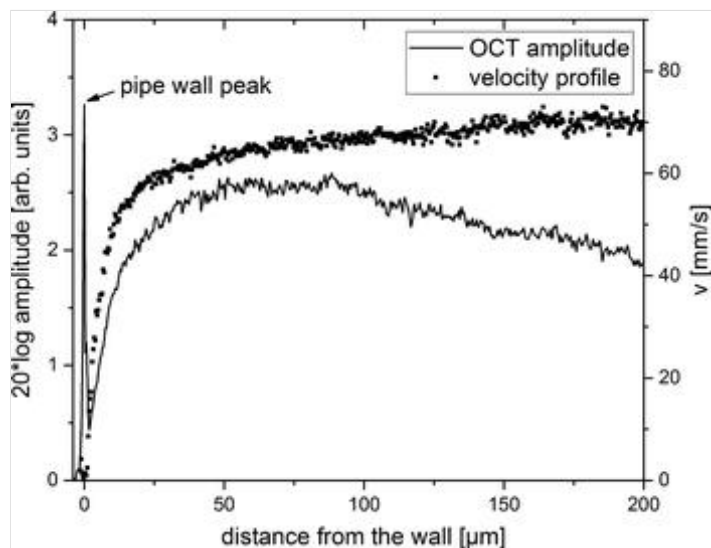 OCT amplitude
velocity profile
pipe wall peak
20*log amplitude [arb. units]
4
3
2
1
0
v [mm/s]
80
60
40
20
0
0
50
100
150
200
distance from the wall [µm]